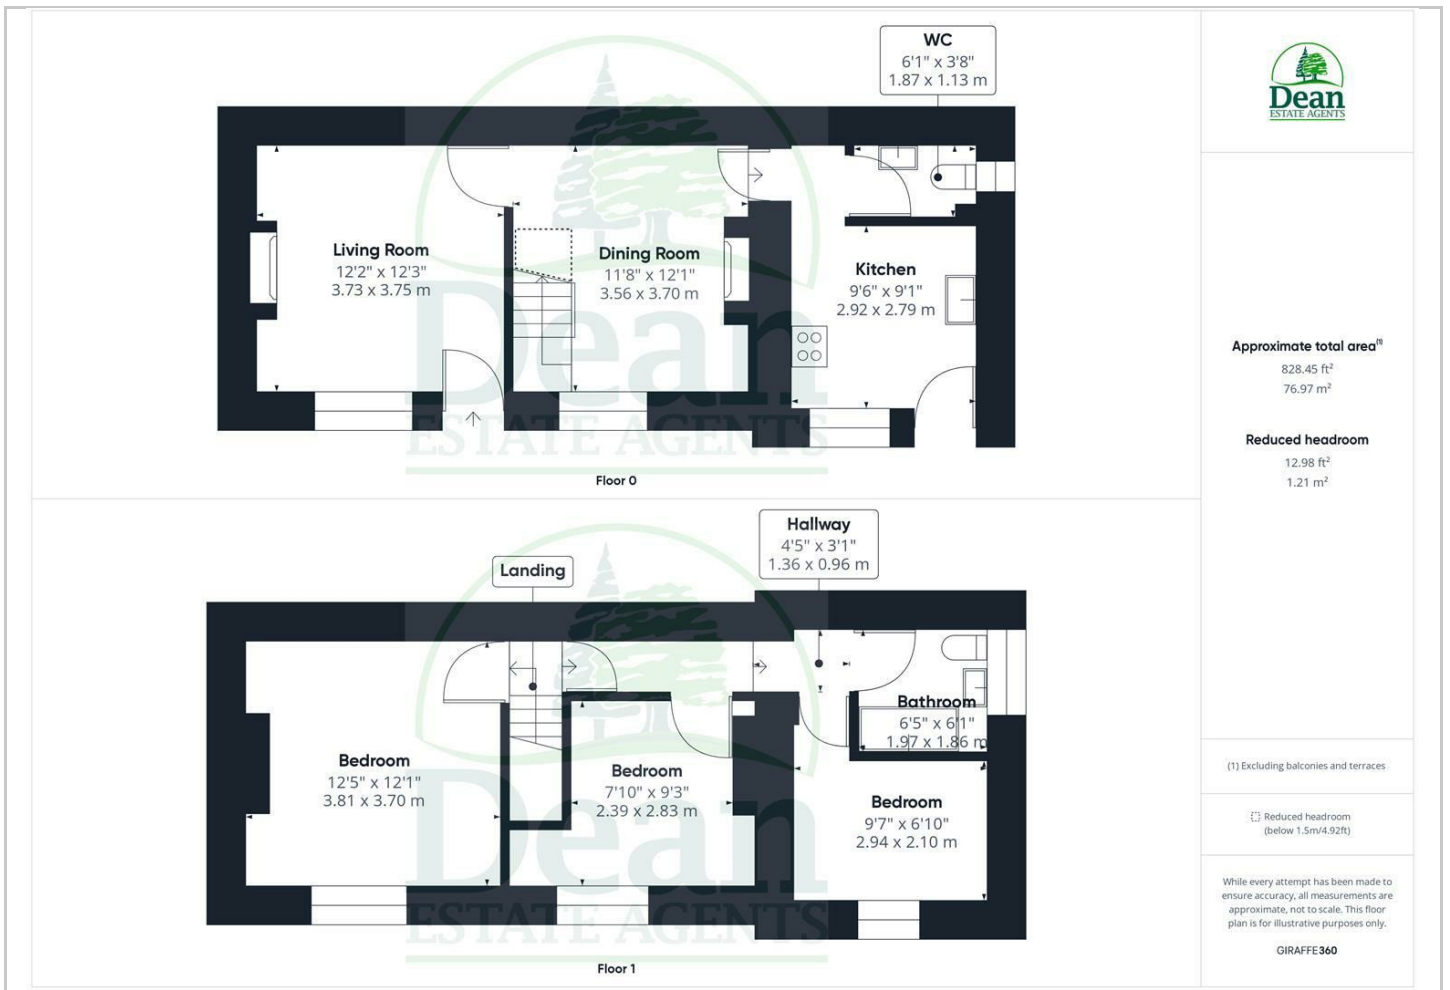 WC
6'1" x 3'8"
1.87 x 1.13 m
Living Room
12'2" x 12'3"
3.73 x 3.75 m
Dining Room
11'8" x 12'1"
3.56 x 3.70 m
Kitchen
9'6" x 9'1"
2.92 x 2.79 m
Dean
ESTATE AGENTS
Floor 0
Landing
Hallway
4'5" x 3'1"
1.36 x 0.96 m
Bathroom
6'5" x 6'1"
1.97 x 1.86 m
Bedroom
12'5" x 12'1"
3.81 x 3.70 m
Bedroom
7'10" x 9'3"
2.39 x 2.83 m
Bedroom
9'7" x 6'10"
2.94 x 2.10 m
Dean
ESTATE AGENTS
Floor 1
Dean
ESTATE AGENTS
Approximate total area⁽¹⁾
828.45 ft²
76.97 m²
Reduced headroom
12.98 ft²
1.21 m²
(1) Excluding balconies and terraces
Reduced headroom
(below 1.5m/4.92ft)
While every attempt has been made to
ensure accuracy, all measurements are
approximate, not to scale. This floor
plan is for illustrative purposes only.
GIRAFFE360